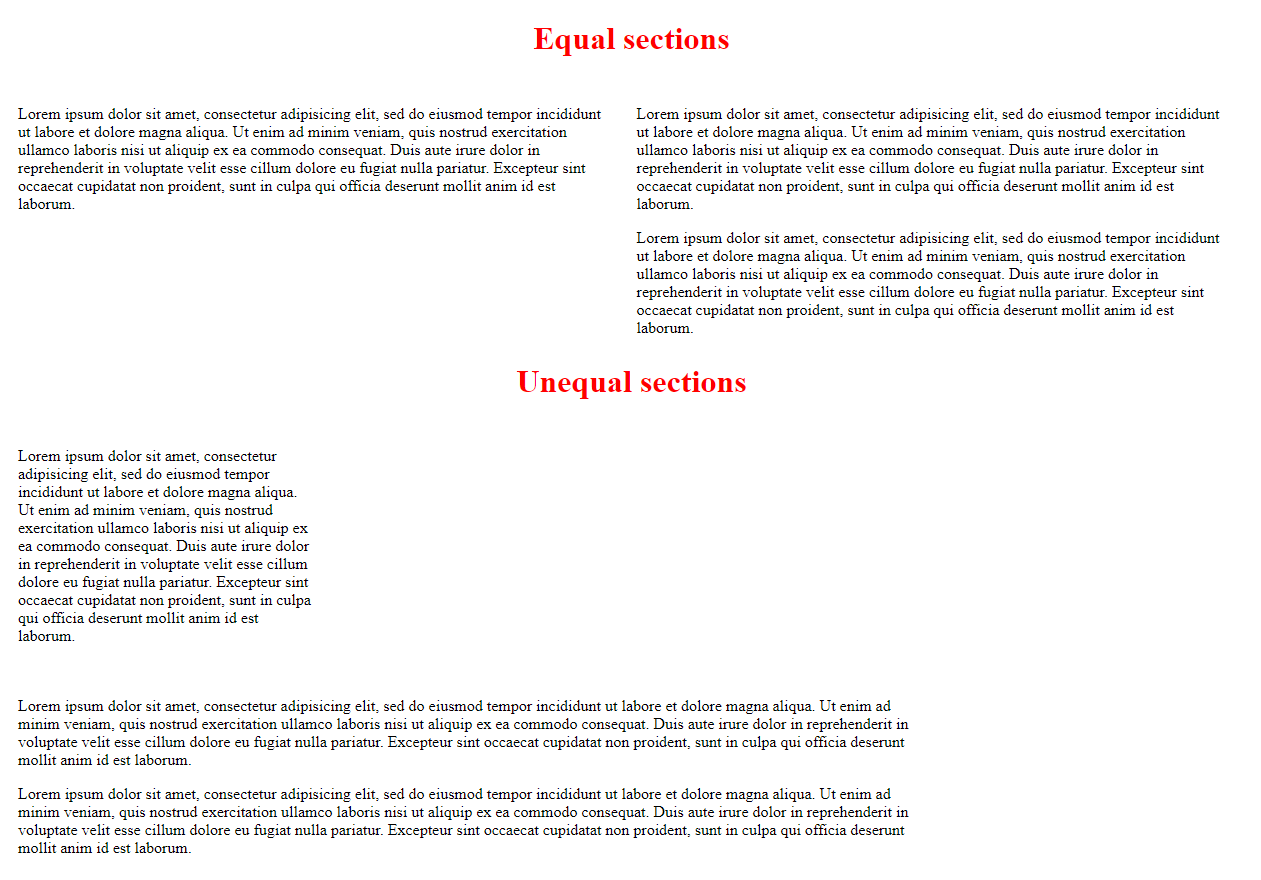 Equal sections
Lorem ipsum dolor sit amet, consectetur adipisicing elit, sed do eiusmod tempor incididunt
ut labore et dolore magna aliqua. Ut enim ad minim veniam, quis nostrud exercitation
ullamco laboris nisi ut aliquip ex ea commodo consequat. Duis aute irure dolor in
reprehenderit in voluptate velit esse cillum dolore eu fugiat nulla pariatur. Excepteur sint
occaecat cupidatat non proident, sunt in culpa qui officia deserunt mollit anim id est
laborum.
Lorem ipsum dolor sit amet, consectetur adipisicing elit, sed do eiusmod tempor incididunt
ut labore et dolore magna aliqua. Ut enim ad minim veniam, quis nostrud exercitation
ullamco laboris nisi ut aliquip ex ea commodo consequat. Duis aute irure dolor in
reprehenderit in voluptate velit esse cillum dolore eu fugiat nulla pariatur. Excepteur sint
occaecat cupidatat non proident, sunt in culpa qui officia deserunt mollit anim id est
laborum.
Lorem ipsum dolor sit amet, consectetur adipisicing elit, sed do eiusmod tempor incididunt
ut labore et dolore magna aliqua. Ut enim ad minim veniam, quis nostrud exercitation
ullamco laboris nisi ut aliquip ex ea commodo consequat. Duis aute irure dolor in
reprehenderit in voluptate velit esse cillum dolore eu fugiat nulla pariatur. Excepteur sint
occaecat cupidatat non proident, sunt in culpa qui officia deserunt mollit anim id est
laborum.
Unequal sections
Lorem ipsum dolor sit amet, consectetur
adipisicing elit, sed do eiusmod tempor
incididunt ut labore et dolore magna aliqua.
Ut enim ad minim veniam, quis nostrud
exercitation ullamco laboris nisi ut aliquip ex
ea commodo consequat. Duis aute irure dolor
in reprehenderit in voluptate velit esse cillum
dolore eu fugiat nulla pariatur. Excepteur sint
occaecat cupidatat non proident, sunt in culpa
qui officia deserunt mollit anim id est
laborum.
Lorem ipsum dolor sit amet, consectetur adipisicing elit, sed do eiusmod tempor incididunt ut labore et dolore magna aliqua. Ut enim ad
minim veniam, quis nostrud exercitation ullamco laboris nisi ut aliquip ex ea commodo consequat. Duis aute irure dolor in reprehenderit in
voluptate velit esse cillum dolore eu fugiat nulla pariatur. Excepteur sint occaecat cupidatat non proident, sunt in culpa qui officia deserunt
mollit anim id est laborum.
Lorem ipsum dolor sit amet, consectetur adipisicing elit, sed do eiusmod tempor incididunt ut labore et dolore magna aliqua. Ut enim ad
minim veniam, quis nostrud exercitation ullamco laboris nisi ut aliquip ex ea commodo consequat. Duis aute irure dolor in reprehenderit in
voluptate velit esse cillum dolore eu fugiat nulla pariatur. Excepteur sint occaecat cupidatat non proident, sunt in culpa qui officia deserunt
mollit anim id est laborum.